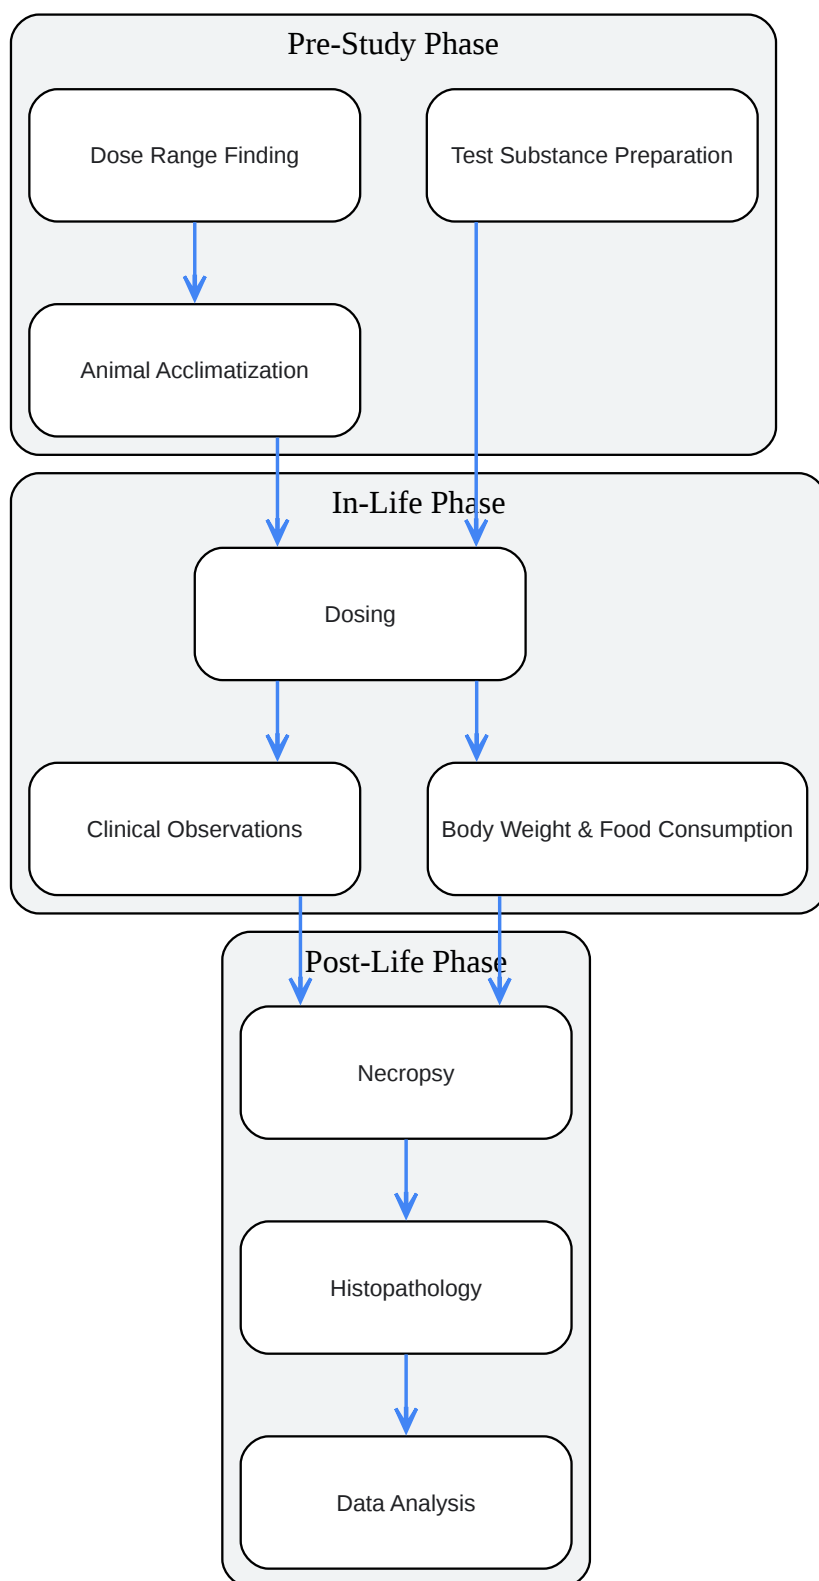 Pre-Study Phase
Dose Range Finding
Test Substance Preparation
Animal Acclimatization
In-Life Phase
Dosing
Clinical Observations
Body Weight & Food Consumption
Post-Life Phase
Necropsy
Histopathology
Data Analysis